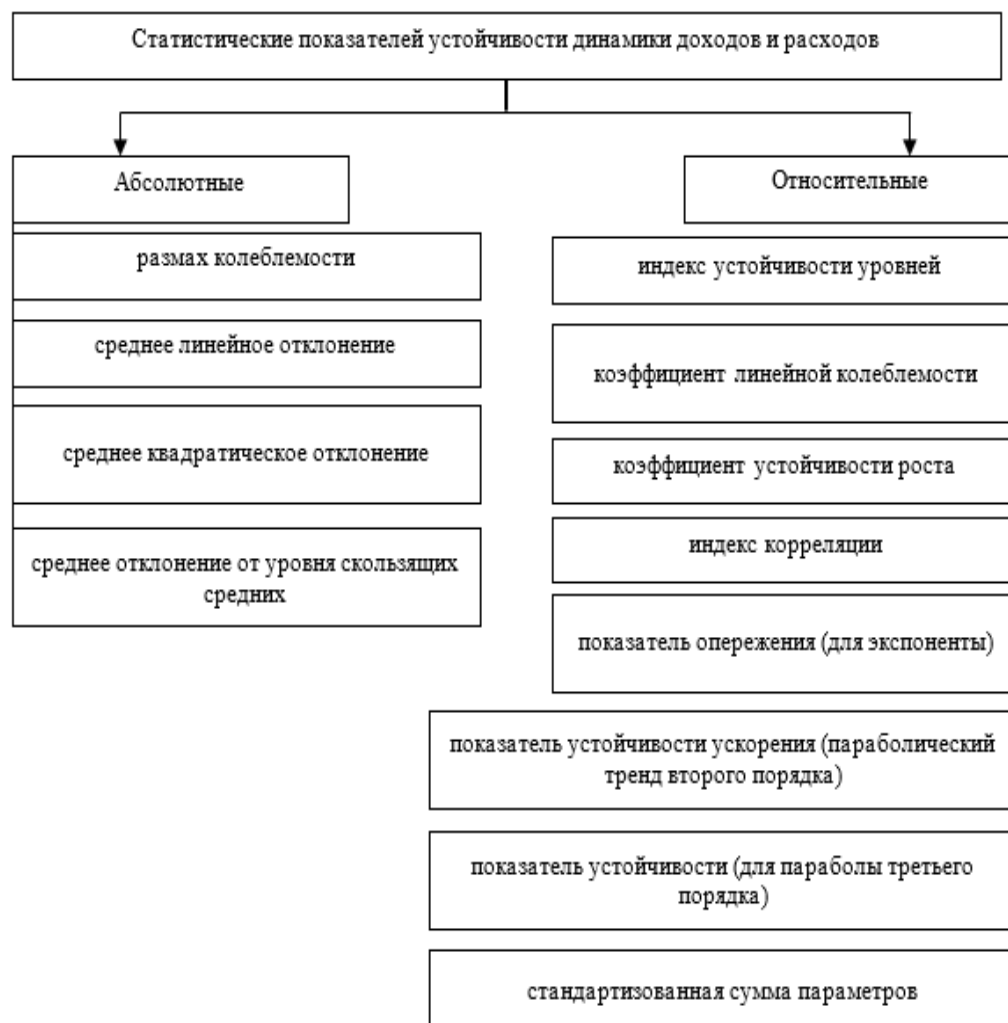 Статистические показателей устойчивости динамики доходов и расходов
Абсолютные
размах колеблемости
среднее линейное отклонение
среднее квадратическое отклонение
среднее отклонение от уровня скользящих
средних
Относительные
индекс устойчивости уровней
коэффициент линейной колеблемости
коэффициент устойчивости роста
индекс корреляции
показатель опережения (для экспоненты)
показатель устойчивости ускорения (параболический
тренд второго порядка)
показатель устойчивости (для параболы третьего
порядка)
стандартизованная сумма параметров